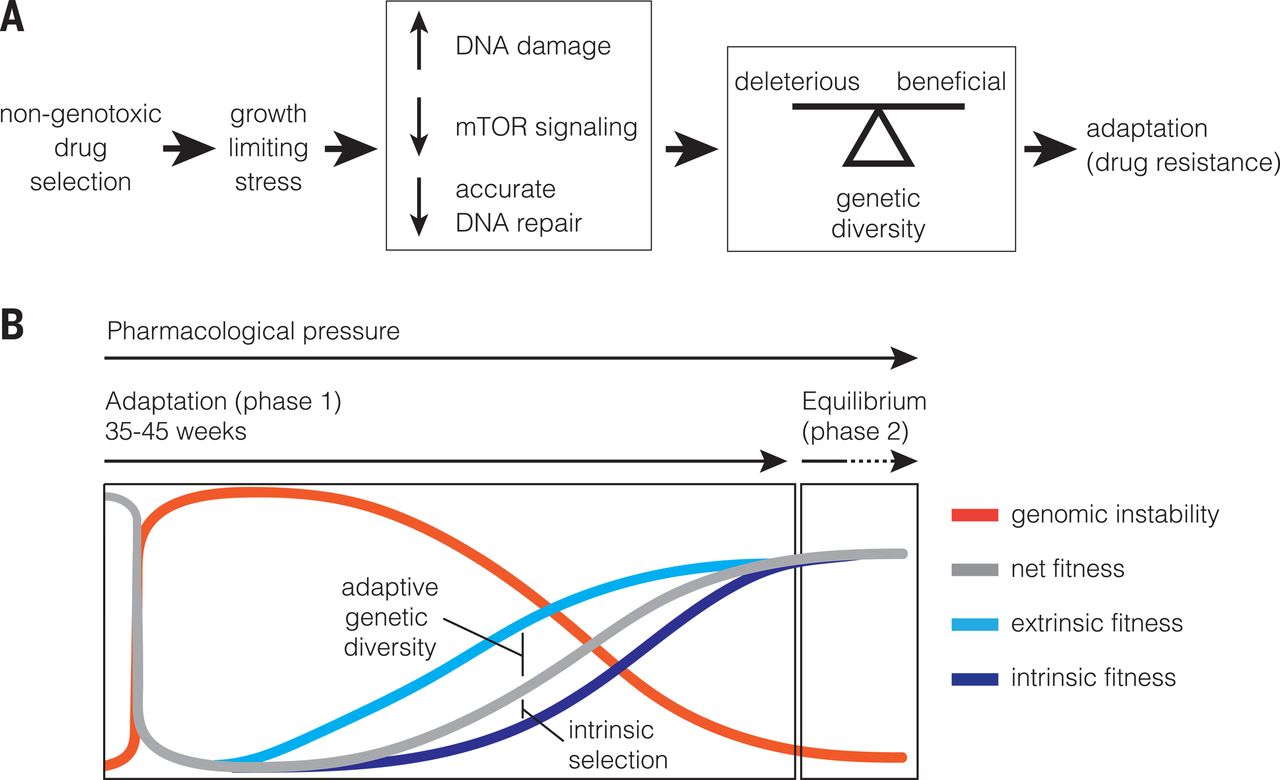 A
non-genotoxic
drug
selection
growth
limiting
stress
DNA damage
mTOR signaling
accurate
DNA repair
deleterious beneficial
genetic
diversity
adaptation
(drug resistance)
B
Pharmacological pressure
Adaptation (phase 1)
35-45 weeks
Equilibrium
(phase 2)
adaptive
genetic
diversity
intrinsic
selection
genomic instability
net fitness
extrinsic fitness
intrinsic fitness